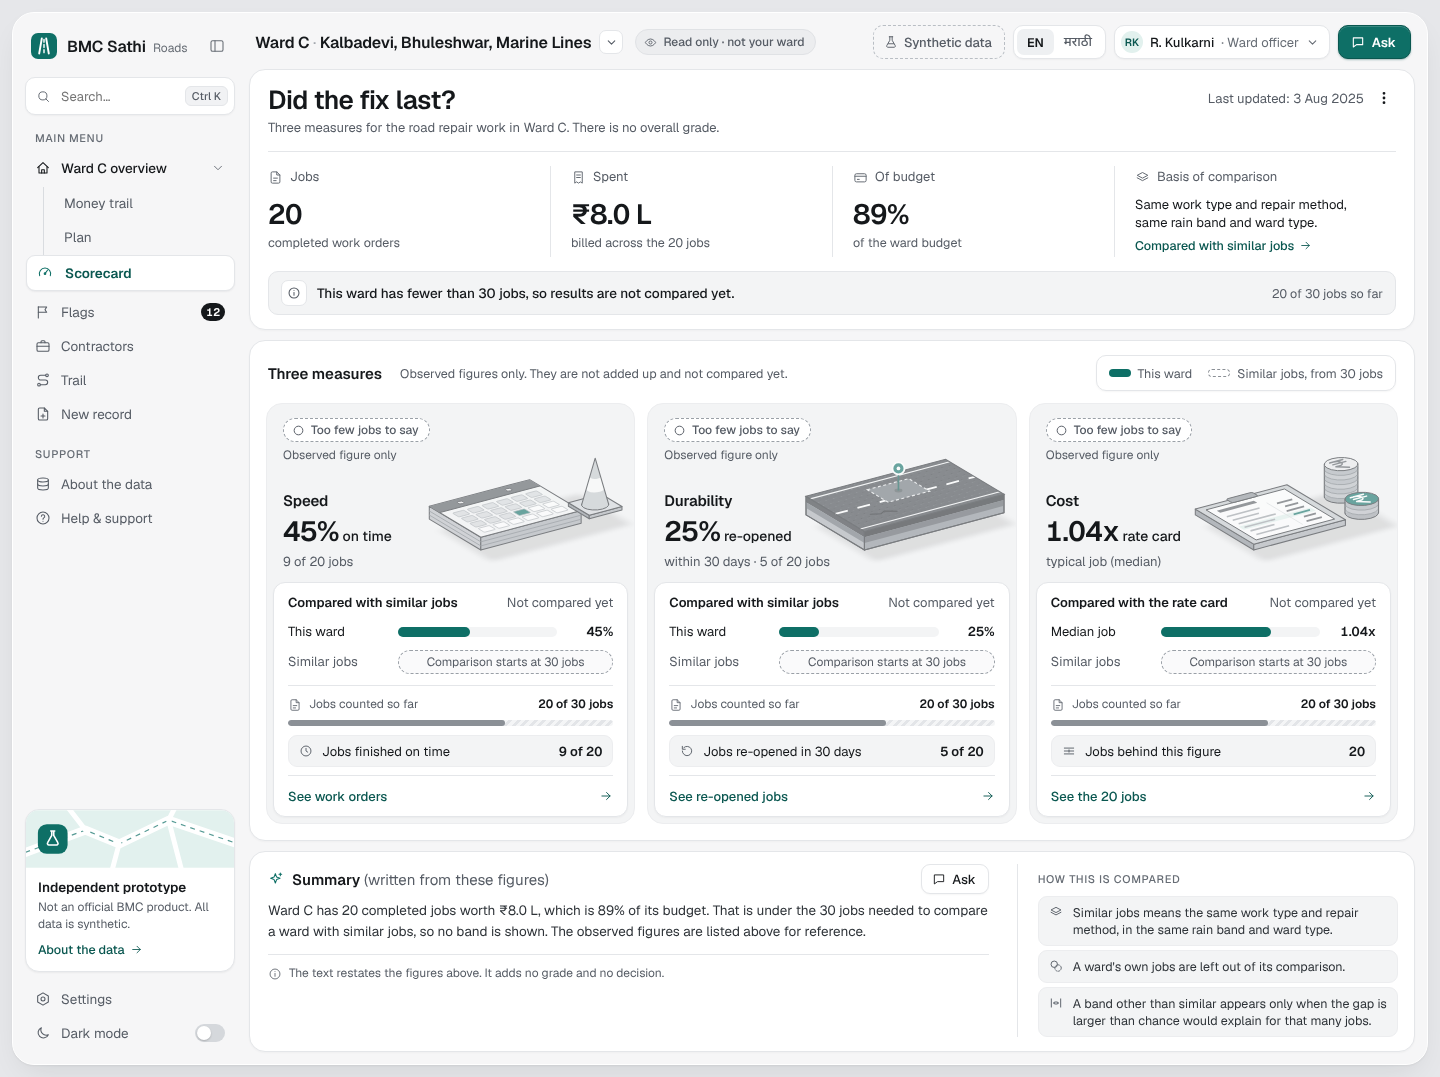 BMC Sathi Roads
Search...
Ctrl K
MAIN MENU
Ward C overview
Money trail
Plan
Scorecard
Flags
12
Contractors
Trail
New record
SUPPORT
About the data
Help & support
Independent prototype
Not an official BMC product. All
data is synthetic.
About the data →
Settings
Dark mode
Ward C · Kalbadevi, Bhuleshwar, Marine Lines
Read only · not your ward
Synthetic data
EN
मराठी
RK
R. Kulkarni · Ward officer
Ask
Did the fix last?
Last updated: 3 Aug 2025
Three measures for the road repair work in Ward C. There is no overall grade.
Jobs
20
completed work orders
Spent
₹8.0 L
billed across the 20 jobs
Of budget
89%
of the ward budget
Basis of comparison
Same work type and repair method,
same rain band and ward type.
Compared with similar jobs →
This ward has fewer than 30 jobs, so results are not compared yet.
20 of 30 jobs so far
Three measures
Observed figures only. They are not added up and not compared yet.
This ward
Similar jobs, from 30 jobs
Too few jobs to say
Observed figure only
Speed
45% on time
9 of 20 jobs
Compared with similar jobs
Not compared yet
This ward
45%
Similar jobs
Comparison starts at 30 jobs
Jobs counted so far
20 of 30 jobs
Jobs finished on time
9 of 20
See work orders →
Too few jobs to say
Observed figure only
Durability
25% re-opened
within 30 days · 5 of 20 jobs
Compared with similar jobs
Not compared yet
This ward
25%
Similar jobs
Comparison starts at 30 jobs
Jobs counted so far
20 of 30 jobs
Jobs re-opened in 30 days
5 of 20
See re-opened jobs →
Too few jobs to say
Observed figure only
Cost
1.04x rate card
typical job (median)
Compared with the rate card
Not compared yet
Median job
1.04x
Similar jobs
Comparison starts at 30 jobs
Jobs counted so far
20 of 30 jobs
Jobs behind this figure
20
See the 20 jobs →
Summary (written from these figures)
Ask
Ward C has 20 completed jobs worth ₹8.0 L, which is 89% of its budget. That is under the 30 jobs needed to compare
a ward with similar jobs, so no band is shown. The observed figures are listed above for reference.
The text restates the figures above. It adds no grade and no decision.
HOW THIS IS COMPARED
Similar jobs means the same work type and repair
method, in the same rain band and ward type.
A ward's own jobs are left out of its comparison.
A band other than similar appears only when the gap is
larger than chance would explain for that many jobs.